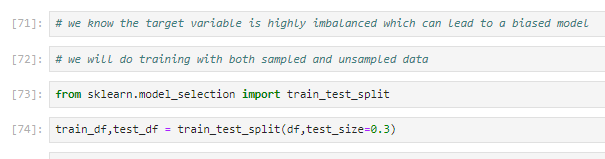 [71]: # we know the target variable is highly imbalanced which can lead to a biased model
[72]: # we will do training with both sampled and unsampled data
[73]: from sklearn.model_selection import train_test_split
[74]: train_df,test_df = train_test_split(df,test_size=0.3)